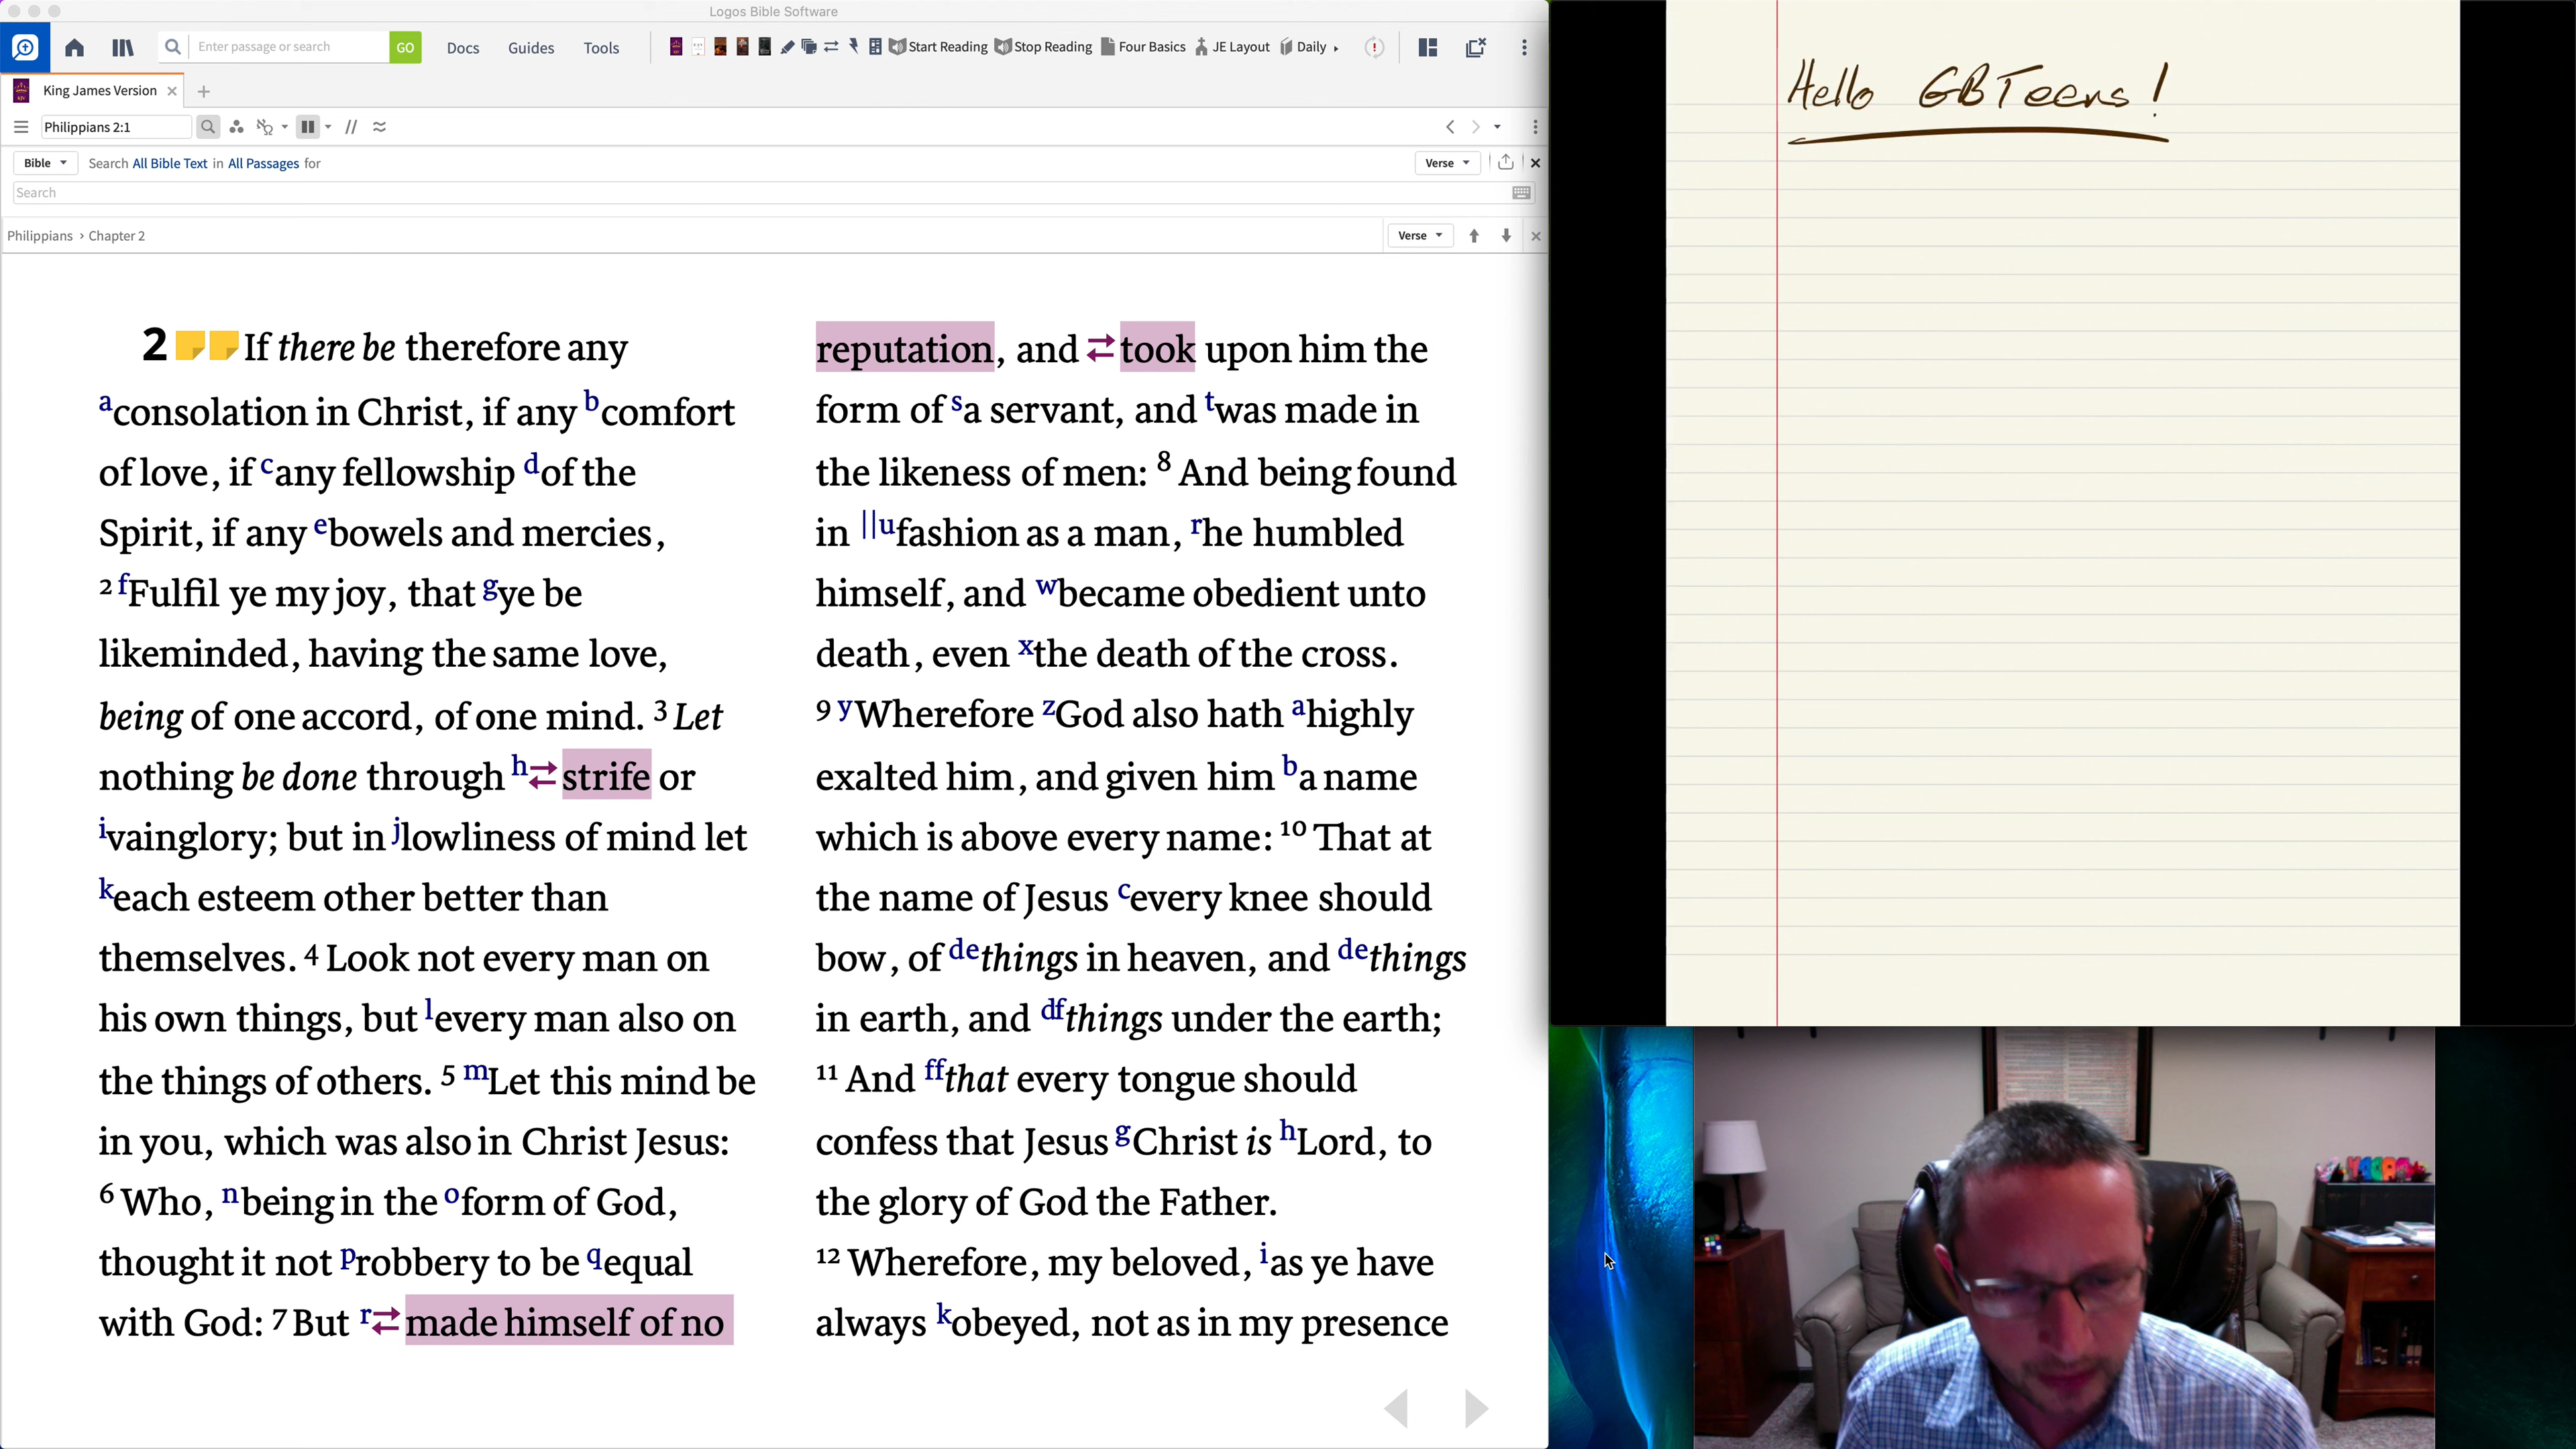 Logos Bible Software
Enter passage or search
GO
Docs
Guides
Tools
Start Reading
Stop Reading
Four Basics
JE Layout
Daily
King James Version
Philippians 2:1
Bible
Search All Bible Text in All Passages for
Verse
Search
Philippians › Chapter 2
Verse
2 If there be therefore any
a consolation in Christ, if any b comfort
of love, if c any fellowship d of the
Spirit, if any e bowels and mercies,
2 f Fulfil ye my joy, that g ye be
likeminded, having the same love,
being of one accord, of one mind. 3 Let
nothing be done through h strife or
i vainglory; but in j lowliness of mind let
k each esteem other better than
themselves. 4 Look not every man on
his own things, but l every man also on
the things of others. 5 m Let this mind be
in you, which was also in Christ Jesus:
6 Who, n being in the o form of God,
thought it not p robbery to be q equal
with God: 7 But r made himself of no
reputation, and took upon him the
form of s a servant, and t was made in
the likeness of men: 8 And being found
in || u fashion as a man, r he humbled
himself, and w became obedient unto
death, even x the death of the cross.
9 y Wherefore z God also hath a highly
exalted him, and given him b a name
which is above every name: 10 That at
the name of Jesus c every knee should
bow, of de things in heaven, and de things
in earth, and df things under the earth;
11 And ff that every tongue should
confess that Jesus g Christ is h Lord, to
the glory of God the Father.
12 Wherefore, my beloved, i as ye have
always k obeyed, not as in my presence
Hello GBTeens!